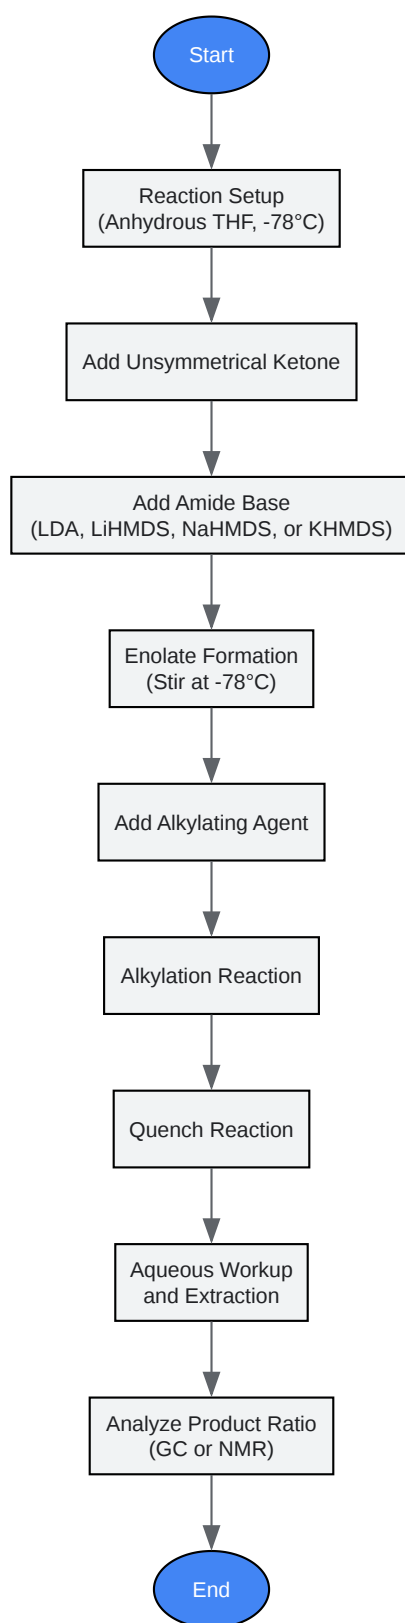 Start
Reaction Setup
(Anhydrous THF, -78°C)
Add Unsymmetrical Ketone
Add Amide Base
(LDA, LiHMDS, NaHMDS, or KHMDS)
Enolate Formation
(Stir at -78°C)
Add Alkylating Agent
Alkylation Reaction
Quench Reaction
Aqueous Workup
and Extraction
Analyze Product Ratio
(GC or NMR)
End